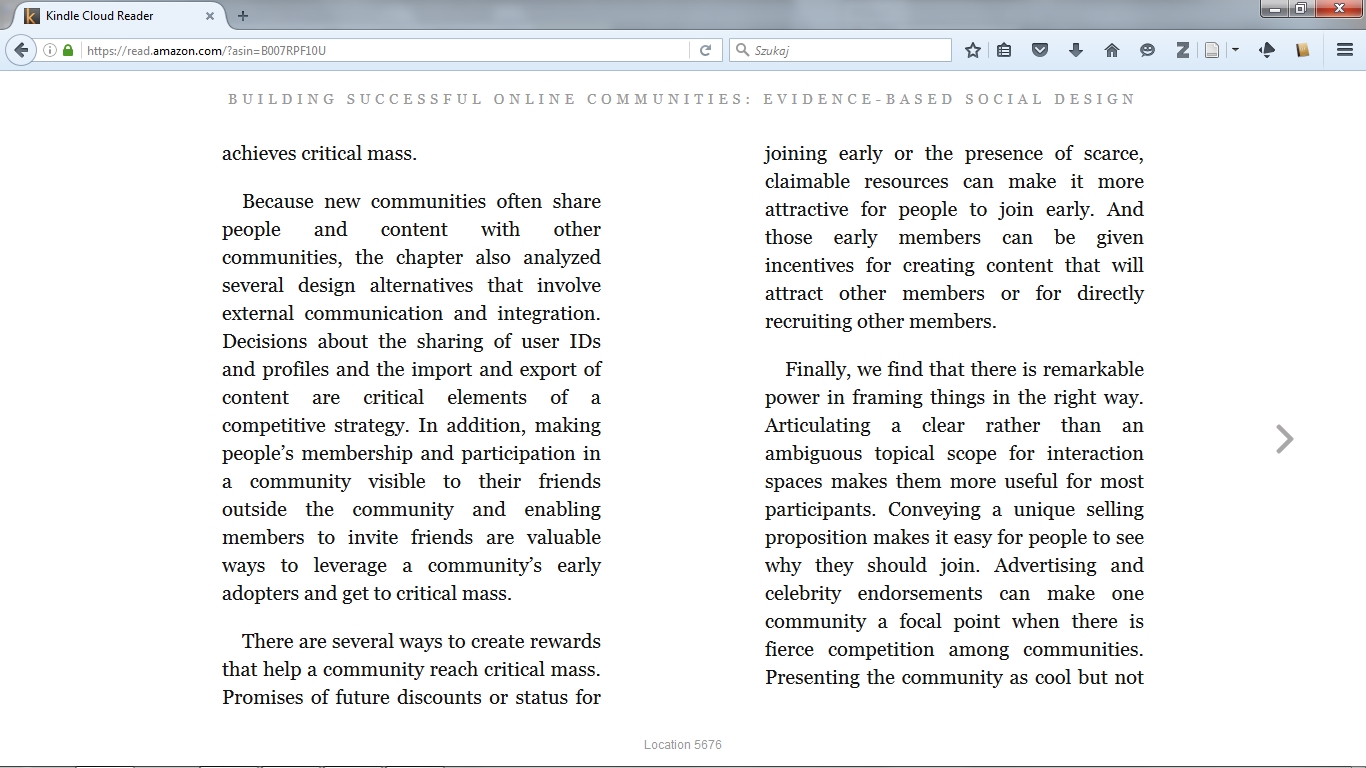 Kindle Cloud Reader
https://read.amazon.com/?asin=B007RPF10U
Szukaj
BUILDING SUCCESSFUL ONLINE COMMUNITIES: EVIDENCE-BASED SOCIAL DESIGN
achieves critical mass.
Because new communities often share
people and content with other
communities, the chapter also analyzed
several design alternatives that involve
external communication and integration.
Decisions about the sharing of user IDs
and profiles and the import and export of
content are critical elements of a
competitive strategy. In addition, making
people’s membership and participation in
a community visible to their friends
outside the community and enabling
members to invite friends are valuable
ways to leverage a community’s early
adopters and get to critical mass.
There are several ways to create rewards
that help a community reach critical mass.
Promises of future discounts or status for
joining early or the presence of scarce,
claimable resources can make it more
attractive for people to join early. And
those early members can be given
incentives for creating content that will
attract other members or for directly
recruiting other members.
Finally, we find that there is remarkable
power in framing things in the right way.
Articulating a clear rather than an
ambiguous topical scope for interaction
spaces makes them more useful for most
participants. Conveying a unique selling
proposition makes it easy for people to see
why they should join. Advertising and
celebrity endorsements can make one
community a focal point when there is
fierce competition among communities.
Presenting the community as cool but not
Location 5676